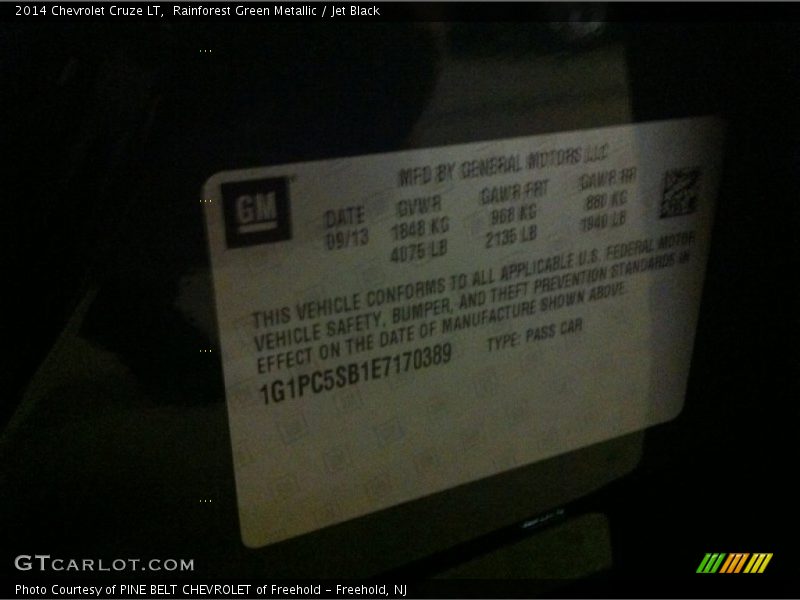 2014 Chevrolet Cruze LT,  Rainforest Green Metallic / Jet Black
MFD BY GENERAL MOTORS LLC
GM
DATE GVWR GAWR FRT GAWR RR
09/13 1848 KG 968 KG 880 KG
4075 LB 2135 LB 1940 LB
THIS VEHICLE CONFORMS TO ALL APPLICABLE U.S. FEDERAL MOTOR
VEHICLE SAFETY, BUMPER, AND THEFT PREVENTION STANDARDS IN
EFFECT ON THE DATE OF MANUFACTURE SHOWN ABOVE.
1G1PC5SB1E7170389 TYPE: PASS CAR
GTCARLOT.COM
Photo Courtesy of PINE BELT CHEVROLET of Freehold - Freehold, NJ